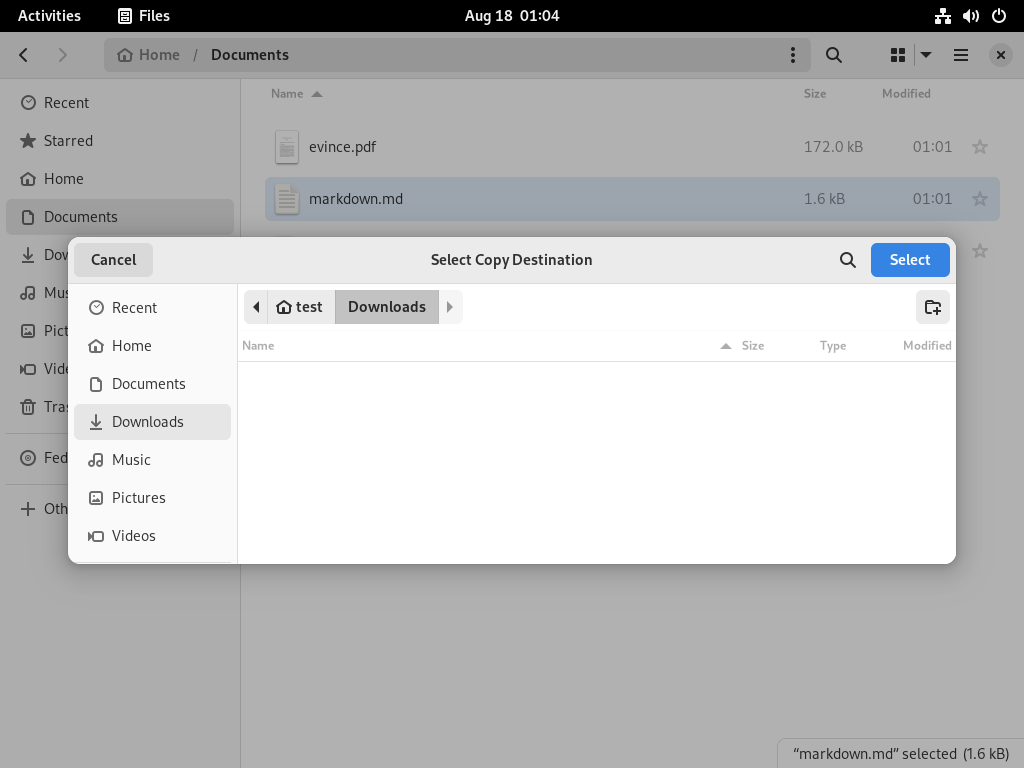 Activities Files Aug 18 01:04
Home / Documents
Name Size Modified
Recent
Starred
Home
Documents
Dow
Mus
Pict
Vide
Tras
Fed
Oth
evince.pdf 172.0 kB 01:01
markdown.md 1.6 kB 01:01
Cancel Select Copy Destination Select
Recent
Home
Documents
Downloads
Music
Pictures
Videos
test Downloads
Name Size Type Modified
“markdown.md” selected (1.6 kB)